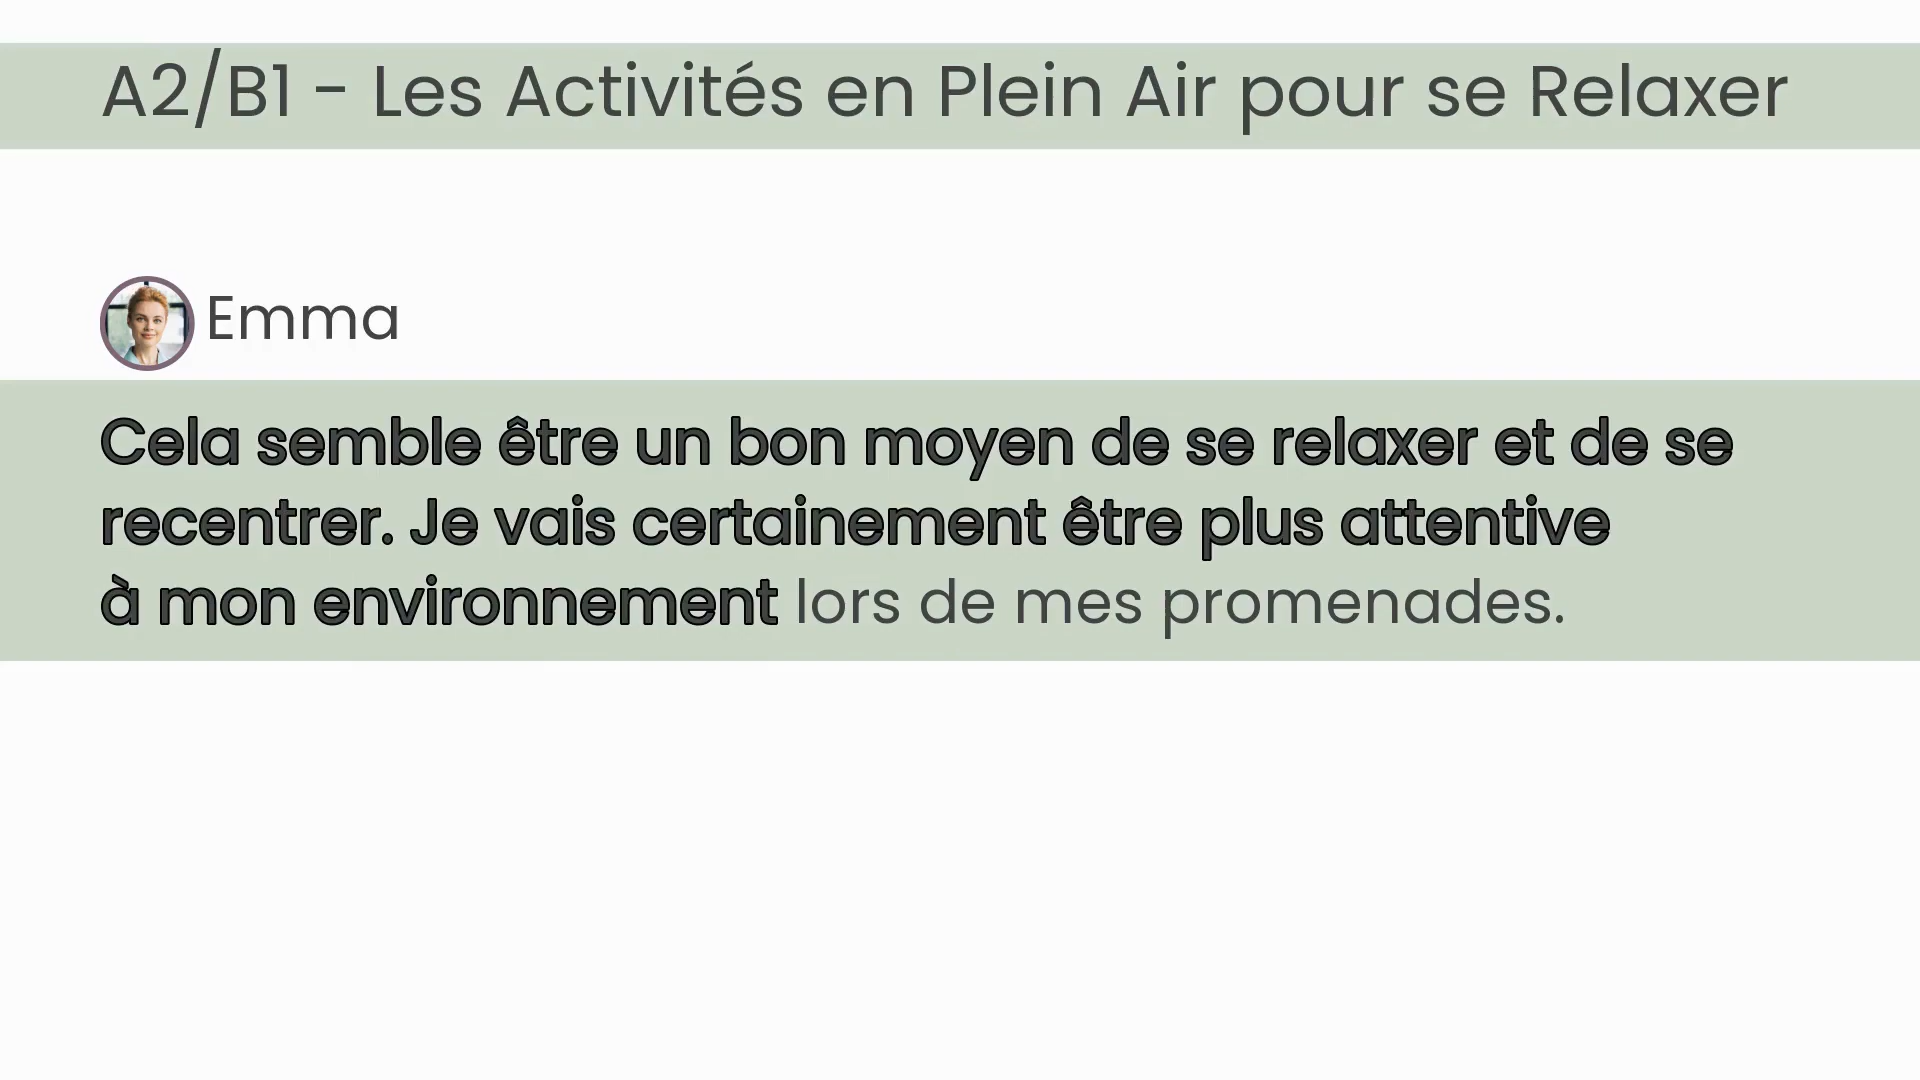 A2/B1 - Les Activités en Plein Air pour se Relaxer
Emma
Cela semble être un bon moyen de se relaxer et de se
recentrer. Je vais certainement être plus attentive
à mon environnement lors de mes promenades.